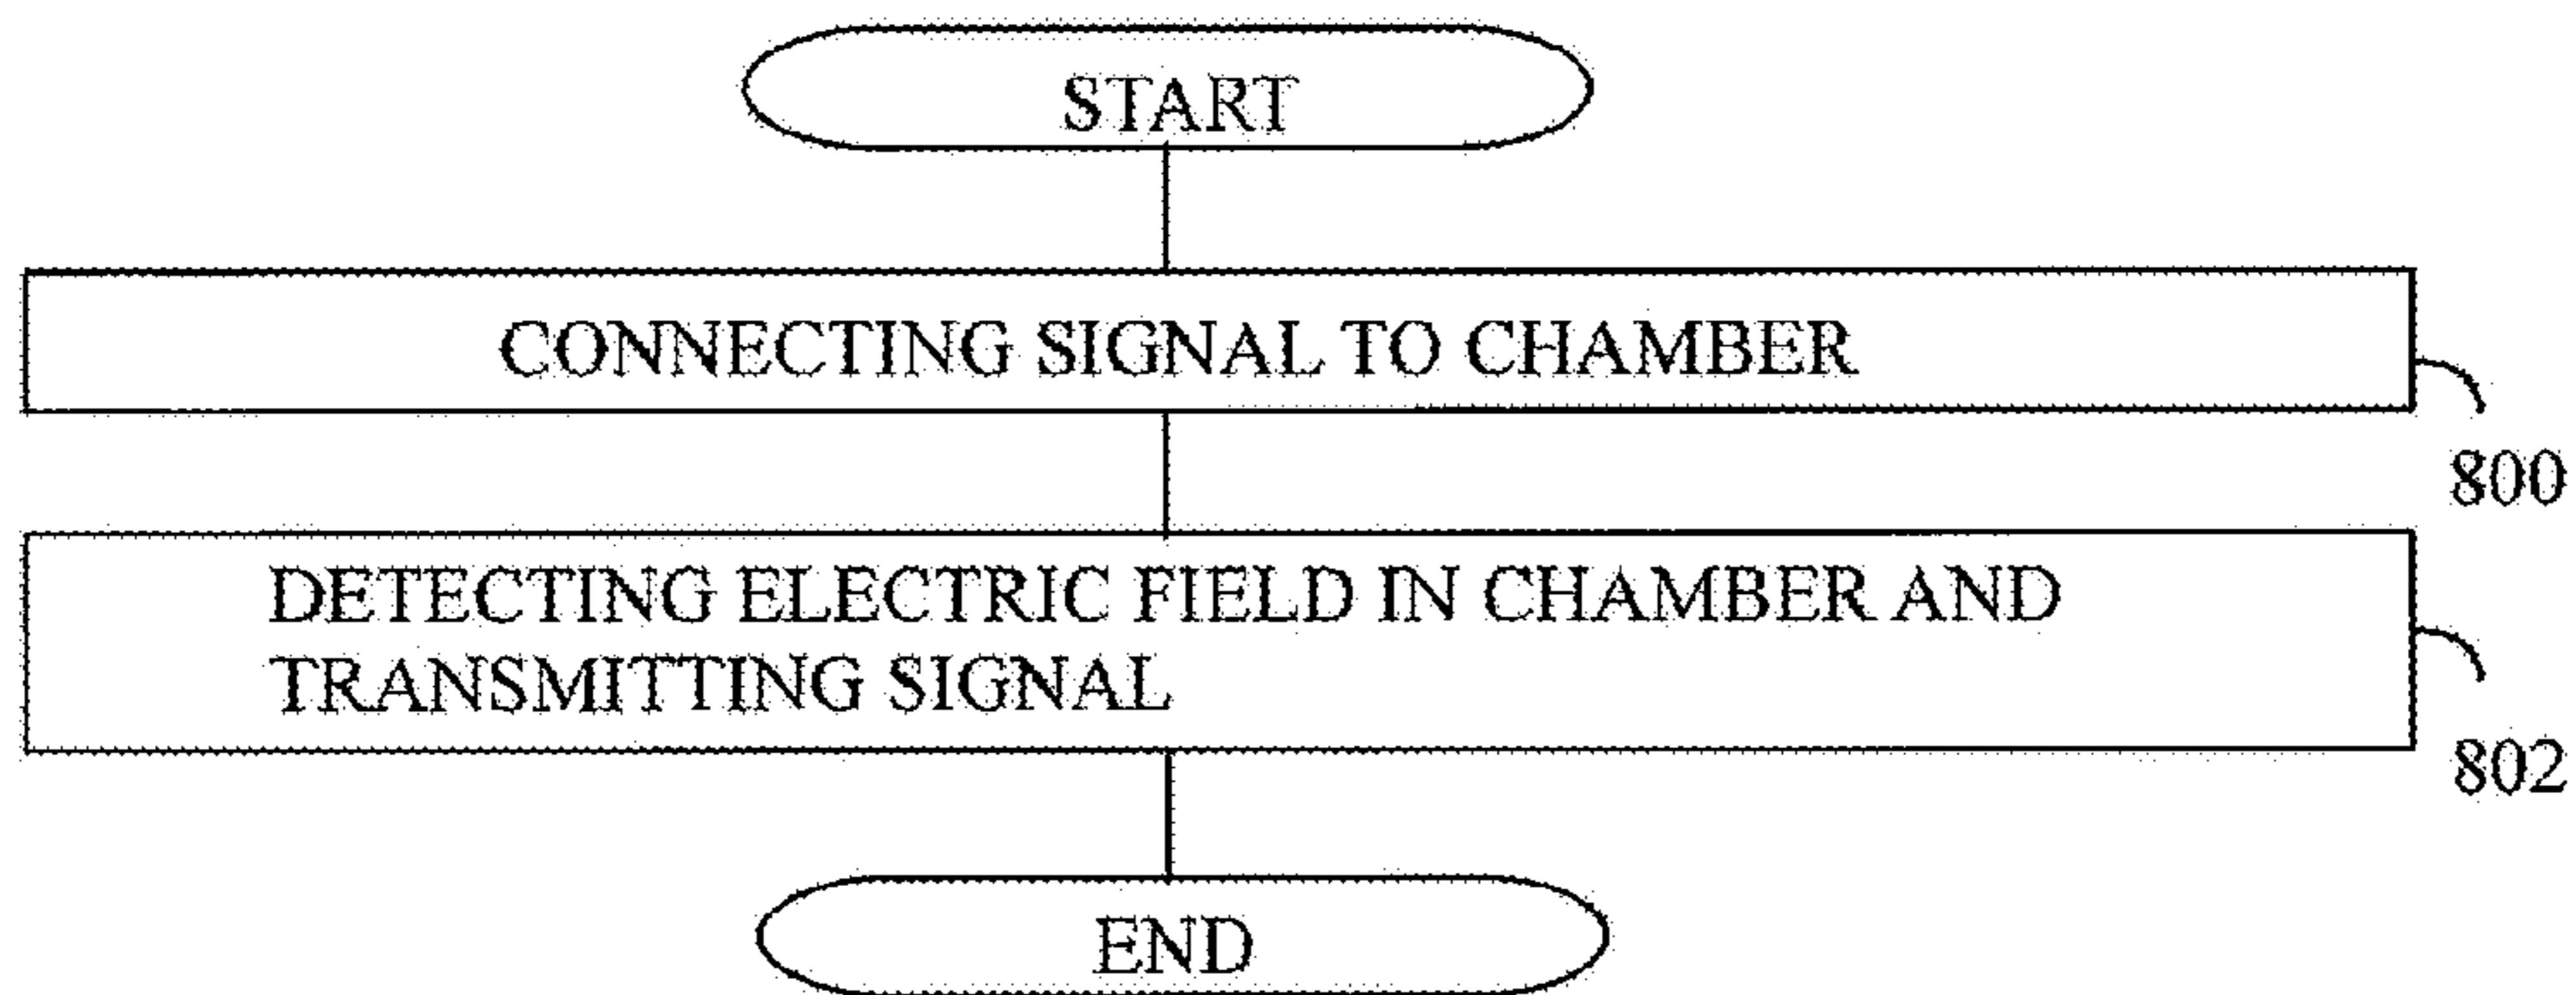 START
CONNECTING SIGNAL TO CHAMBER
800
DETECTING ELECTRIC FIELD IN CHAMBER AND
TRANSMITTING SIGNAL
802
END